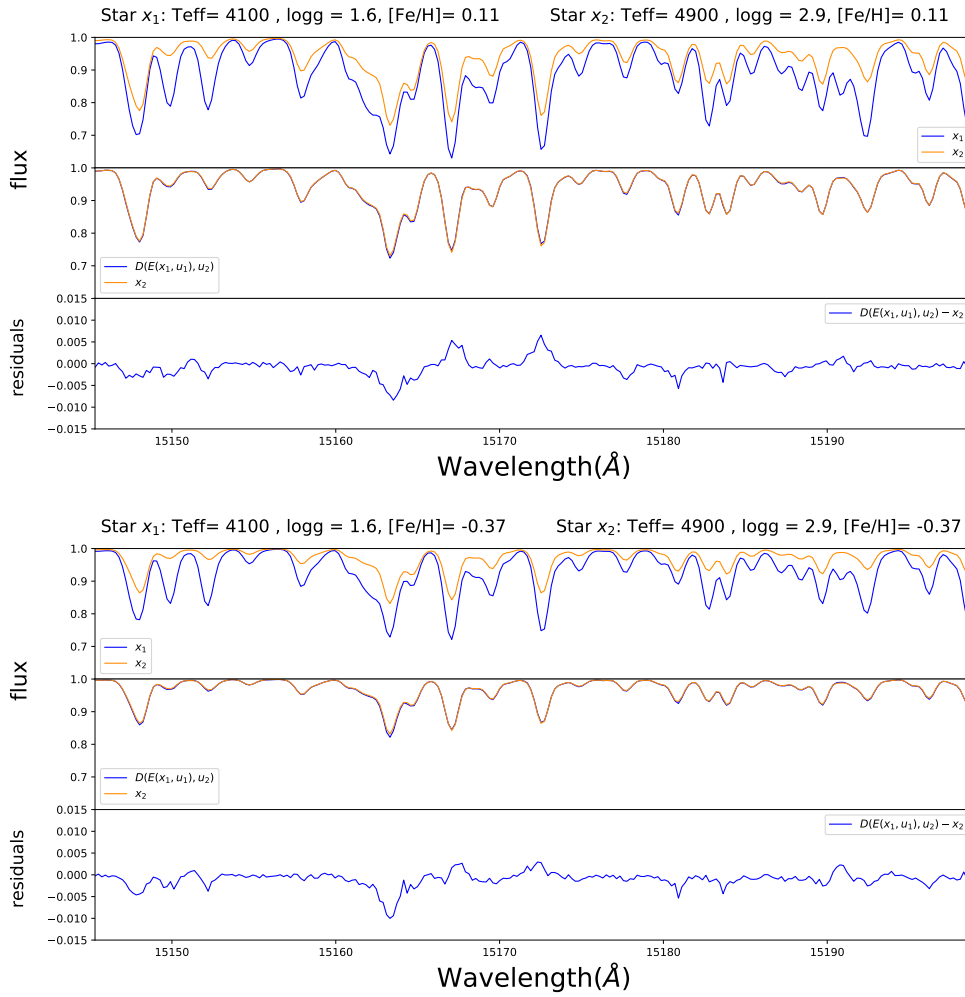 Star x₁: Teff= 4100 , logg = 1.6, [Fe/H]= 0.11 Star x₂: Teff= 4900 , logg = 2.9, [Fe/H]= 0.11
1.0
0.9
0.8
0.7
flux
x₁
x₂
1.0
0.9
0.8
0.7
D(E(x₁, u₁), u₂)
x₂
0.015
0.010
0.005
0.000
−0.005
−0.010
−0.015
residuals
D(E(x₁, u₁), u₂) − x₂
15150 15160 15170 15180 15190
Wavelength(Å)
Star x₁: Teff= 4100 , logg = 1.6, [Fe/H]= -0.37 Star x₂: Teff= 4900 , logg = 2.9, [Fe/H]= -0.37
1.0
0.9
0.8
0.7
flux
x₁
x₂
1.0
0.9
0.8
0.7
D(E(x₁, u₁), u₂)
x₂
0.015
0.010
0.005
0.000
−0.005
−0.010
−0.015
residuals
D(E(x₁, u₁), u₂) − x₂
15150 15160 15170 15180 15190
Wavelength(Å)